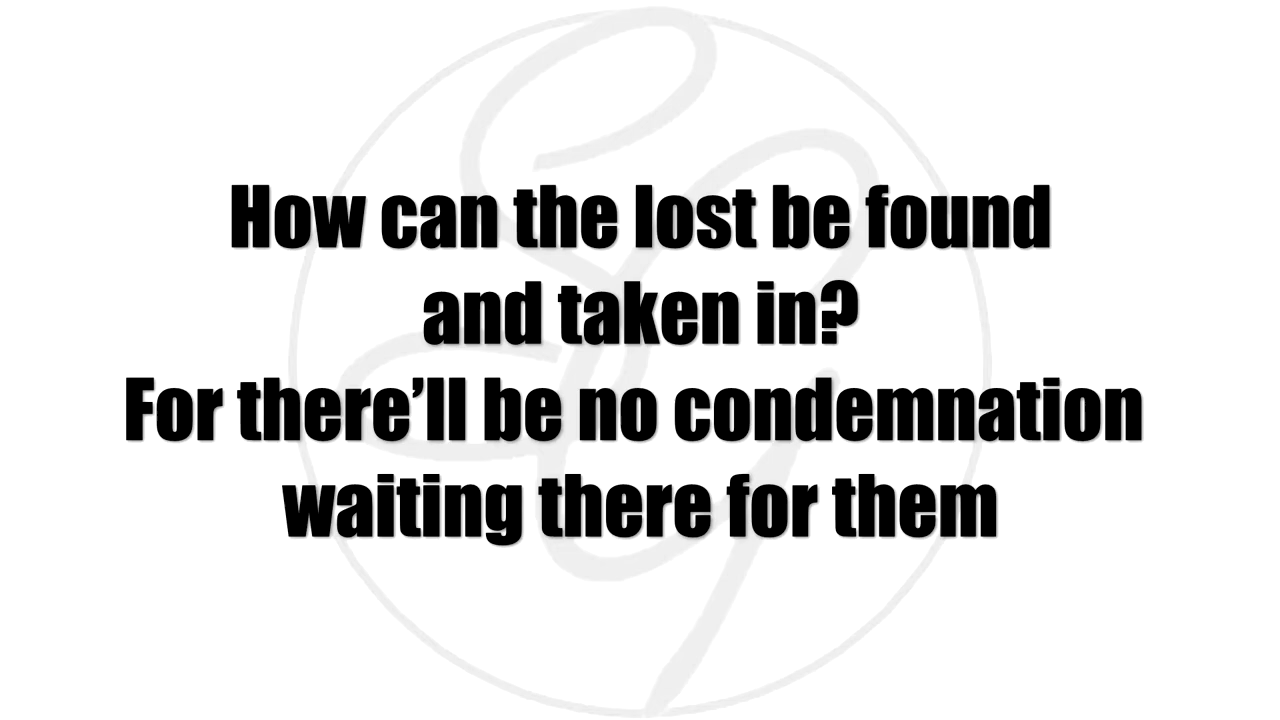 How can the lost be found
and taken in?
For there’ll be no condemnation
waiting there for them